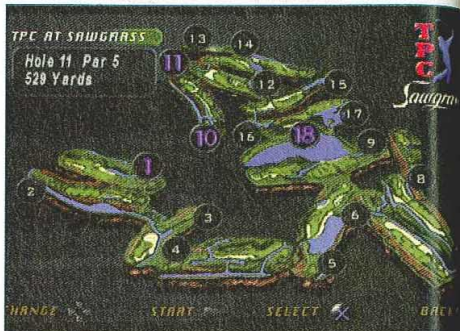 TPC AT SAWGRASS
Hole 11 Par 5
529 Yards
TPC
Sawgra
13
14
11
12
15
10
16
18
17
9
1
8
2
3
6
4
5
HANGE
START
SELECT
BAC